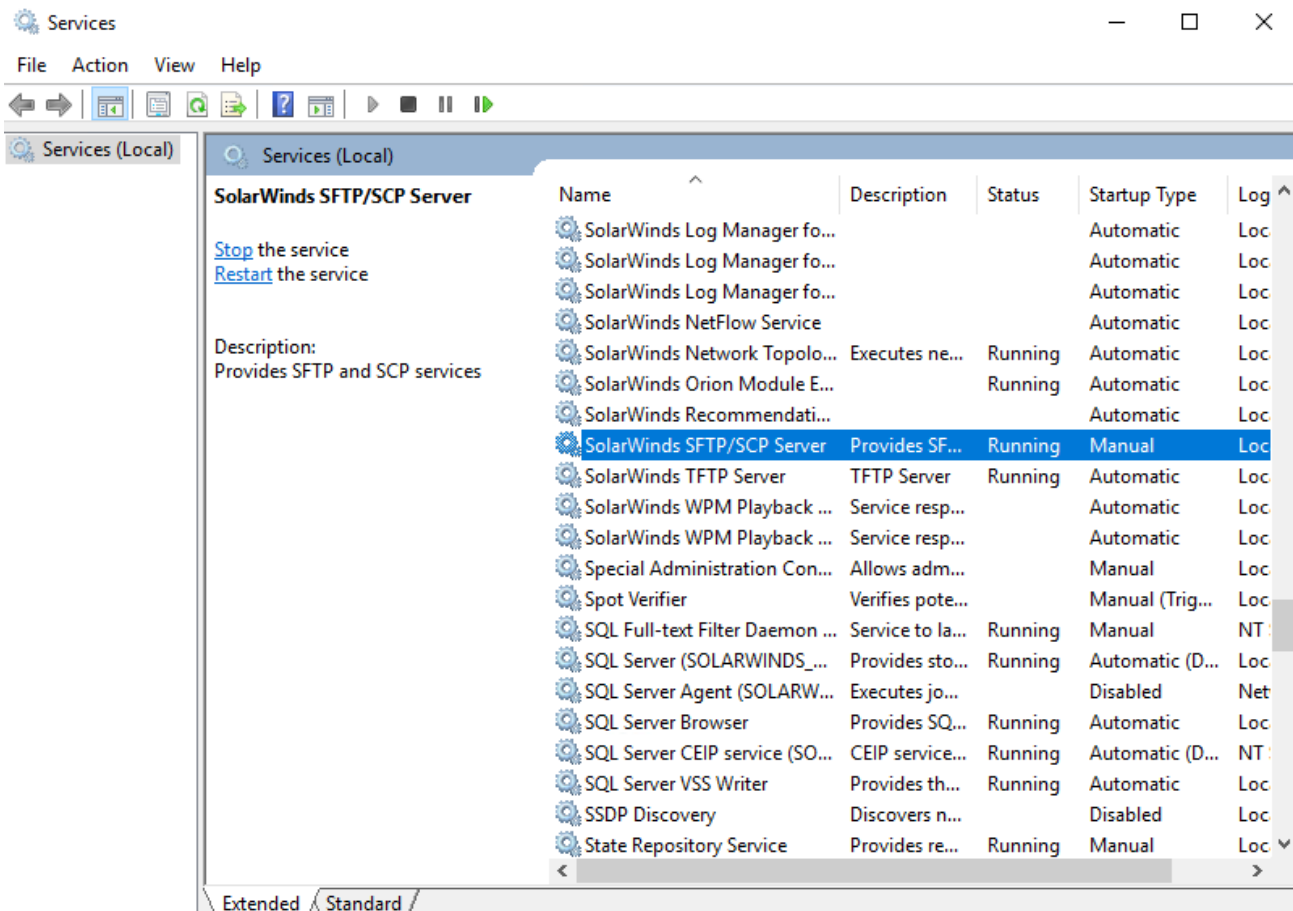 Services
File Action View Help
Services (Local)
Services (Local)
SolarWinds SFTP/SCP Server
Stop the service
Restart the service
Description:
Provides SFTP and SCP services
Name Description Status Startup Type Log
SolarWinds Log Manager fo... Automatic Loc
SolarWinds Log Manager fo... Automatic Loc
SolarWinds Log Manager fo... Automatic Loc
SolarWinds NetFlow Service Automatic Loc
SolarWinds Network Topolo... Executes ne... Running Automatic Loc
SolarWinds Orion Module E... Running Automatic Loc
SolarWinds Recommendati... Automatic Loc
SolarWinds SFTP/SCP Server Provides SF... Running Manual Loc
SolarWinds TFTP Server TFTP Server Running Automatic Loc
SolarWinds WPM Playback ... Service resp... Automatic Loc
SolarWinds WPM Playback ... Service resp... Automatic Loc
Special Administration Con... Allows adm... Manual Loc
Spot Verifier Verifies pote... Manual (Trig... Loc
SQL Full-text Filter Daemon ... Service to la... Running Manual NT
SQL Server (SOLARWINDS_... Provides sto... Running Automatic (D... Loc
SQL Server Agent (SOLARW... Executes jo... Disabled Net
SQL Server Browser Provides SQ... Running Automatic Loc
SQL Server CEIP service (SO... CEIP service... Running Automatic (D... NT
SQL Server VSS Writer Provides th... Running Automatic Loc
SSDP Discovery Discovers n... Disabled Loc
State Repository Service Provides re... Running Manual Loc
Extended Standard